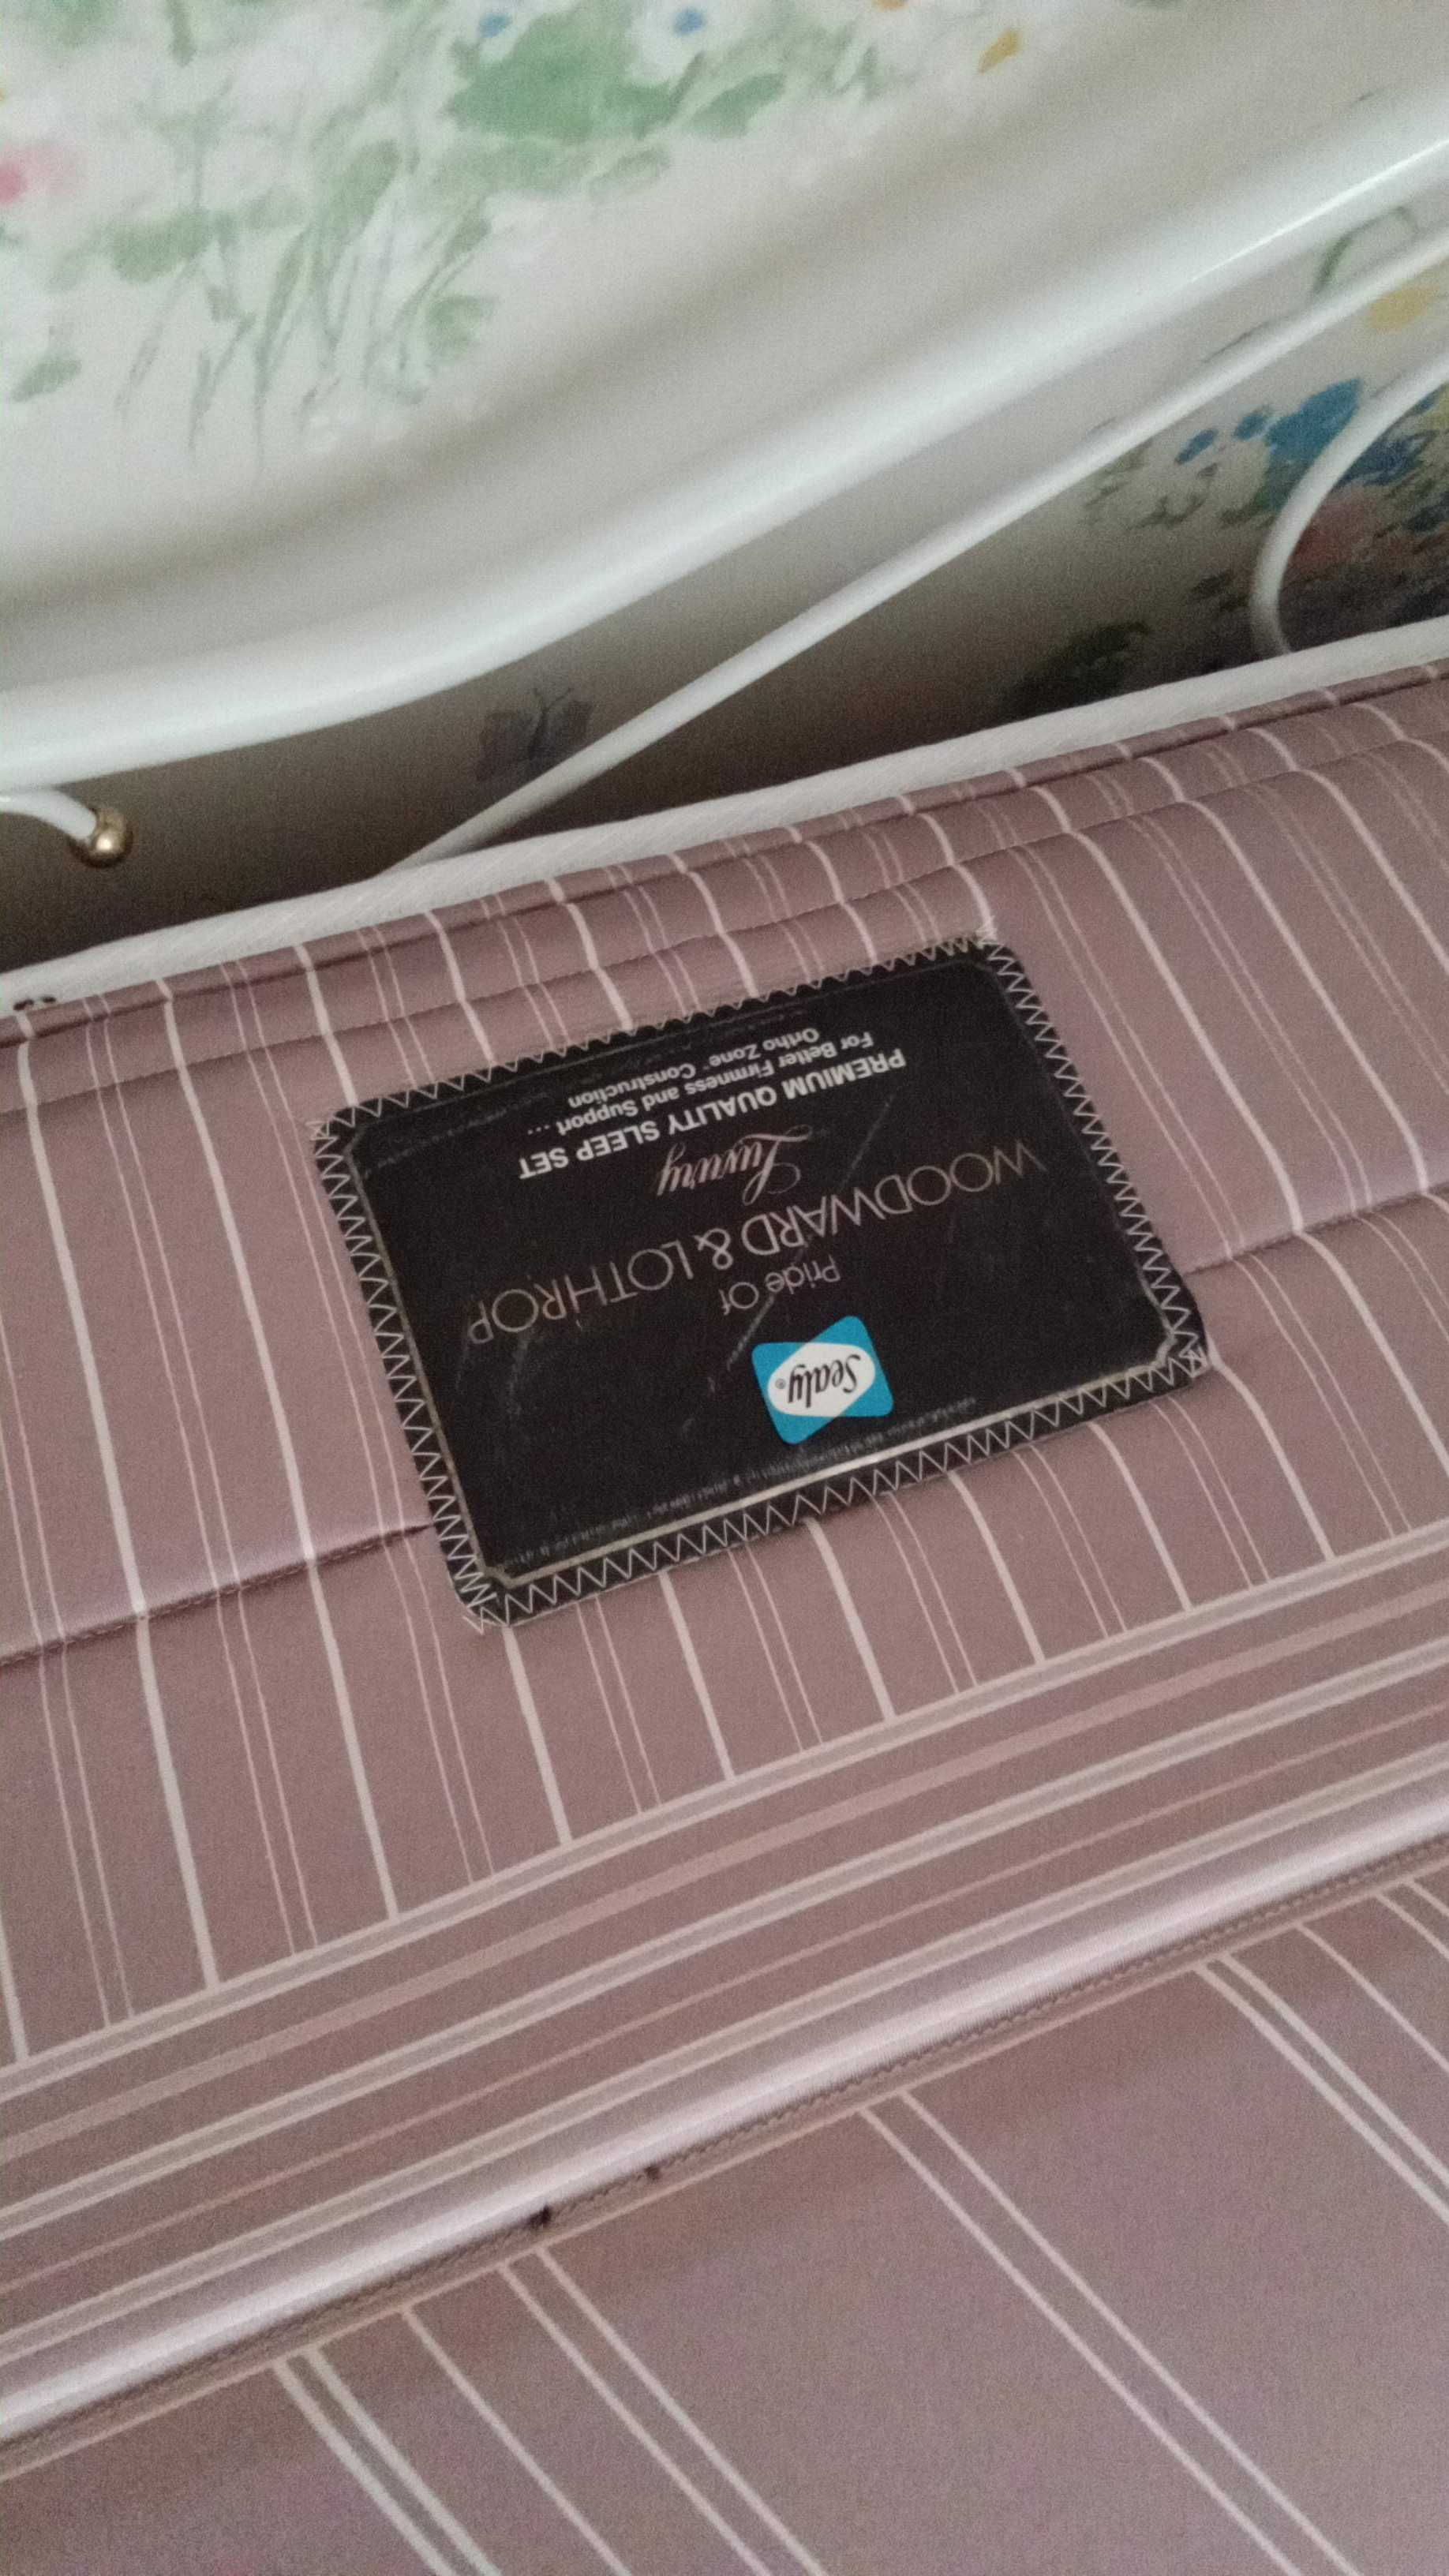 Sealy®
Pride Of
WOODWARD & LOTHROP
Luxury
PREMIUM QUALITY SLEEP SET
For Better Firmness and Support ...
Ortho Zone Construction